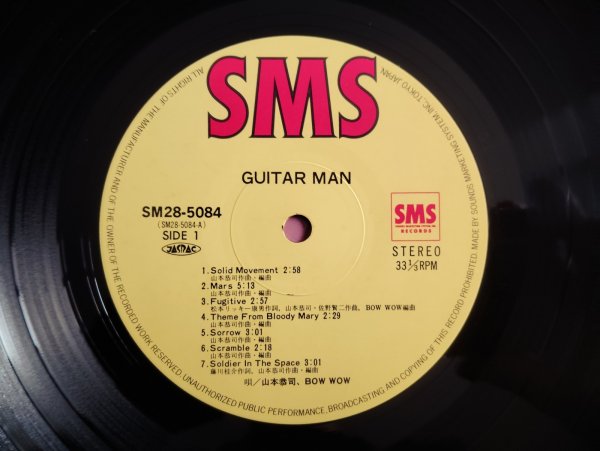 SMS
GUITAR MAN
SM28-5084
(SM28·5084-A)
SIDE 1
JASRAC
SMS
RECORDS
STEREO
33 1/3 RPM
1. Solid Movement 2:58
山本恭司作曲・編曲
2. Mars 5:13
山本恭司作曲・編曲
3. Fugitive 2:57
松本リッキー康男作詞、山本恭司・佐野賢二作曲、BOW WOW編曲
4. Theme From Bloody Mary 2:29
山本恭司作曲・編曲
5. Sorrow 3:01
山本恭司作曲・編曲
6. Scramble 2:18
山本恭司作曲・編曲
7. Soldier In The Space 3:01
藤川桂介作詞、山本恭司作曲・編曲
唄/山本恭司、BOW WOW
ALL RIGHTS OF THE MANUFACTURER AND OF THE OWNER OF THE RECORDED WORK RESERVED. UNAUTHORIZED PUBLIC PERFORMANCE, BROADCASTING AND COPYING OF THIS RECORD PROHIBITED. MADE BY SOUND'S MARKETING SYSTEM INC., TOKYO JAPAN.